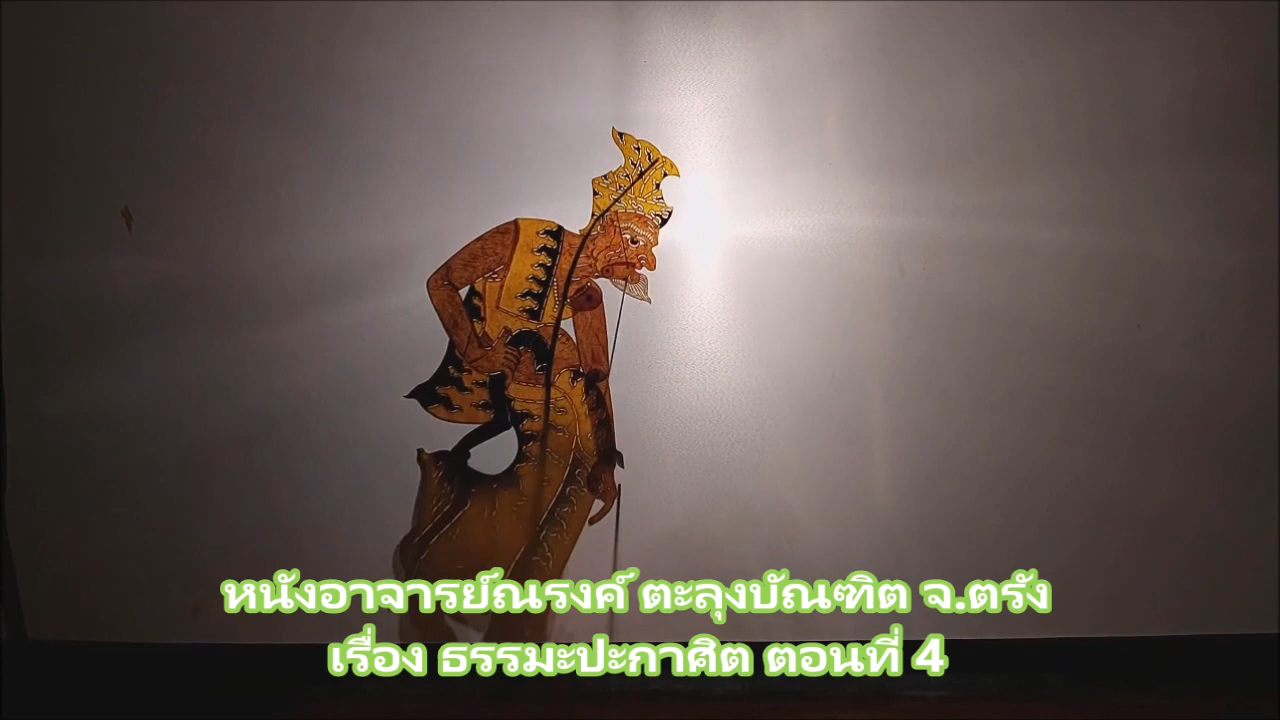 หนังอาจารย์ณรงค์ ตะลุงบัณฑิต จ.ตรัง
เรื่อง ธรรมะปะกาศิต ตอนที่ 4